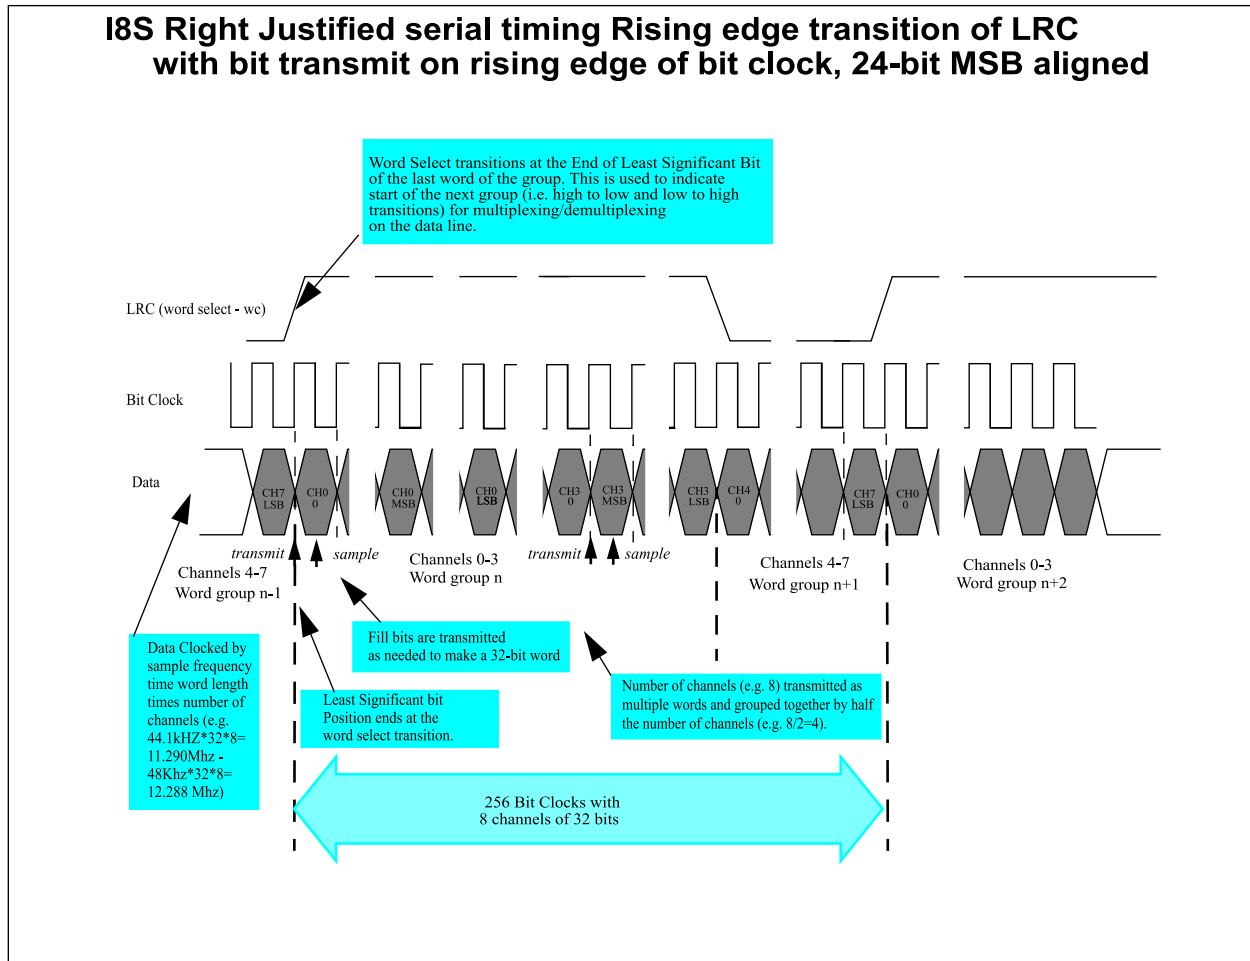 I8S Right Justified serial timing Rising edge transition of LRC
with bit transmit on rising edge of bit clock, 24-bit MSB aligned
Word Select transitions at the End of Least Significant Bit
of the last word of the group. This is used to indicate
start of the next group (i.e. high to low and low to high
transitions) for multiplexing/demultiplexing
on the data line.
LRC (word select - wc)
Bit Clock
Data
CH7
LSB
CH0
0
CH0
MSB
CH0
LSB
CH3
0
CH3
MSB
CH3
LSB
CH4
0
CH7
LSB
CH0
0
transmit
sample
transmit
sample
Channels 4-7
Word group n-1
Channels 0-3
Word group n
Channels 4-7
Word group n+1
Channels 0-3
Word group n+2
Data Clocked by
sample frequency
time word length
times number of
channels (e.g.
44.1kHZ*32*8=
11.290Mhz -
48Khz*32*8=
12.288 Mhz)
Fill bits are transmitted
as needed to make a 32-bit word
Least Significant bit
Position ends at the
word select transition.
Number of channels (e.g. 8) transmitted as
multiple words and grouped together by half
the number of channels (e.g. 8/2=4).
256 Bit Clocks with
8 channels of 32 bits